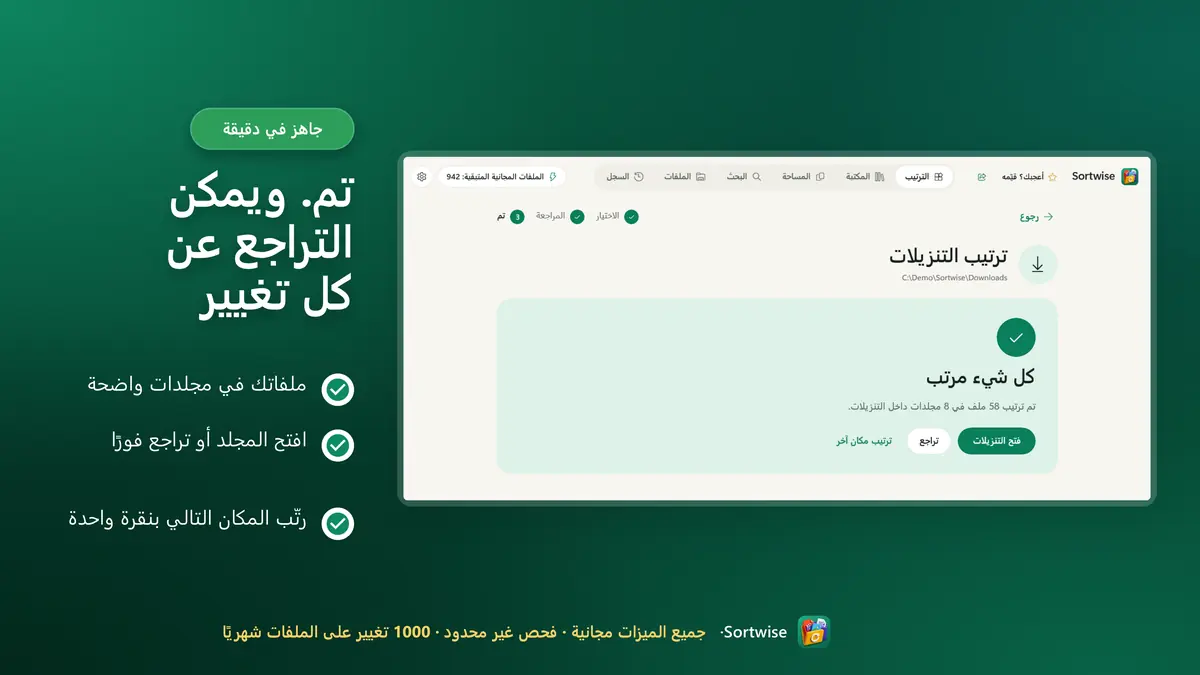 Sortwise
أعجبك؟ قيّمه
الترتيب
المكتبة
المساحة
البحث
الملفات
السجل
الملفات المجانية المتبقية: 942
رجوع
الاختيار
المراجعة
3 تم
ترتيب التنزيلات
C:\Demo\Sortwise\Downloads
كل شيء مرتب
تم ترتيب 58 ملف في 8 مجلدات داخل التنزيلات.
فتح التنزيلات
تراجع
ترتيب مكان آخر
جاهز في دقيقة
تم. ويمكن
التراجع عن
كل تغيير
ملفاتك في مجلدات واضحة
افتح المجلد أو تراجع فورًا
رتّب المكان التالي بنقرة واحدة
Sortwise· جميع الميزات مجانية · فحص غير محدود · 1000 تغيير على الملفات شهريًا